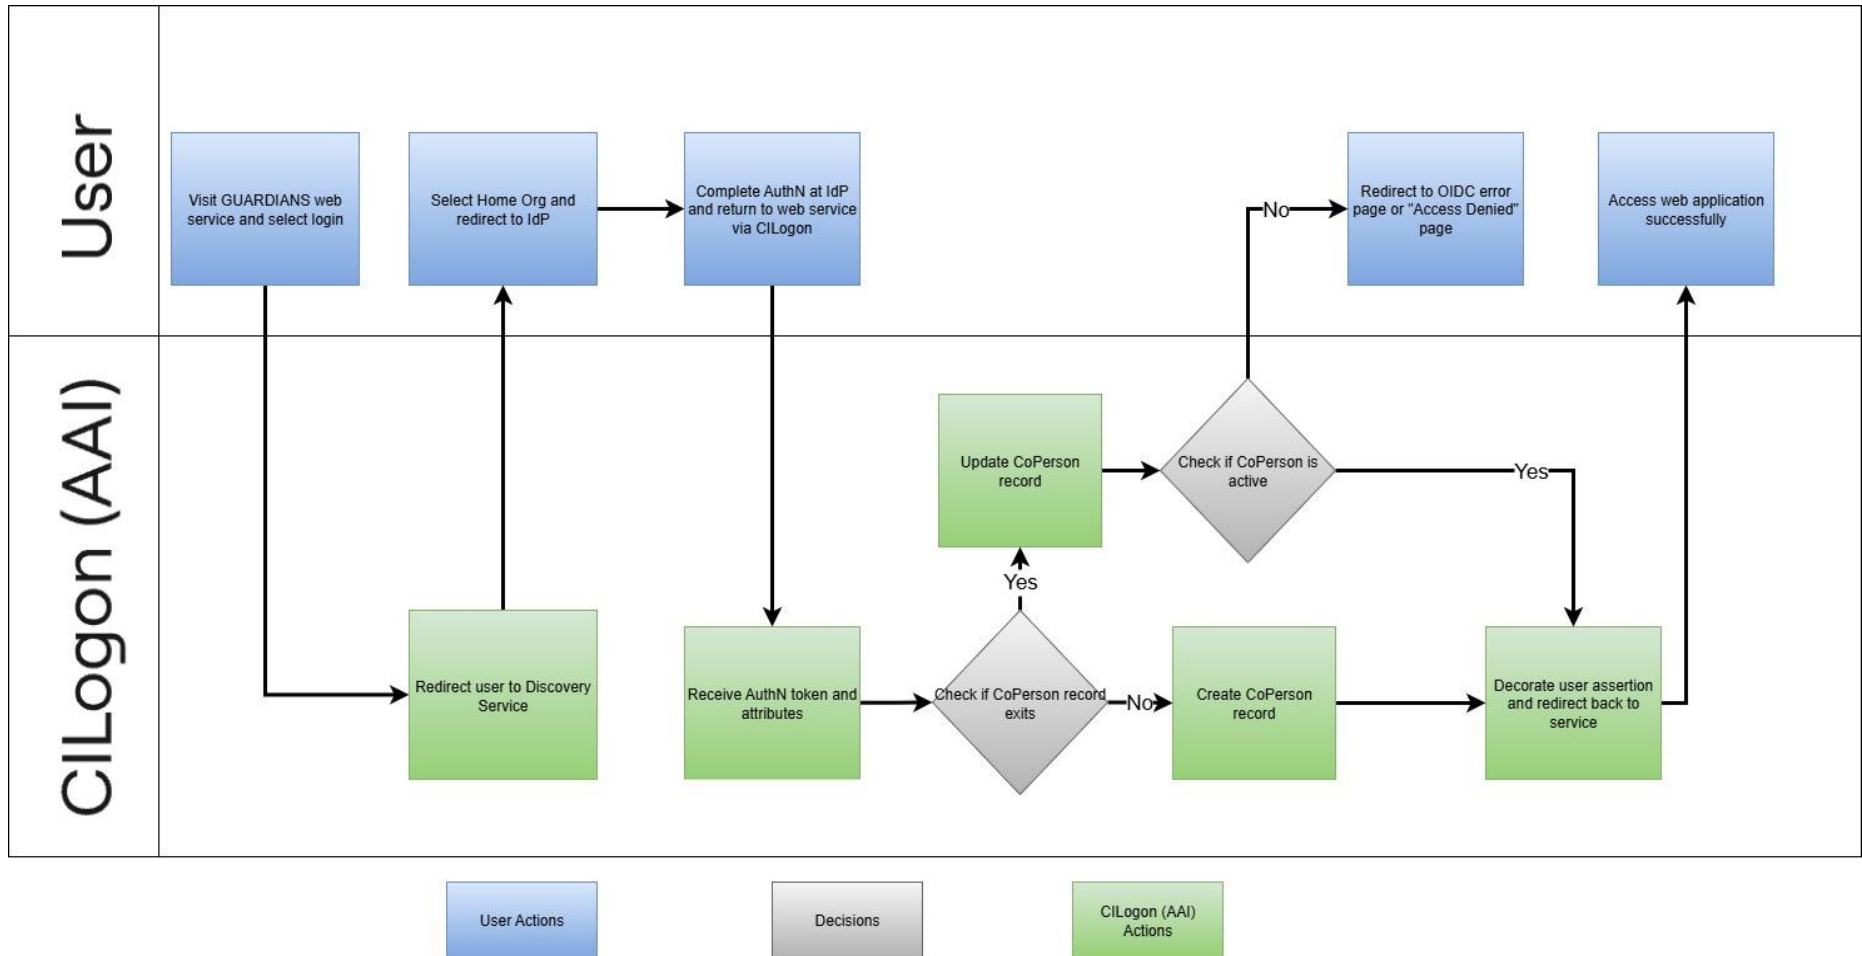 User
Visit GUARDIANS web
service and select login
Select Home Org and
redirect to IdP
Complete AuthN at IdP
and return to web service
via CILogon
No
Redirect to OIDC error
page or "Access Denied"
page
Access web application
successfully
CILogon (AAI)
Update CoPerson
record
Check if CoPerson is
active
Yes
Yes
Redirect user to Discovery
Service
Receive AuthN token and
attributes
Check if CoPerson record
exits
No
Create CoPerson
record
Decorate user assertion
and redirect back to
service
User Actions
Decisions
CILogon (AAI)
Actions